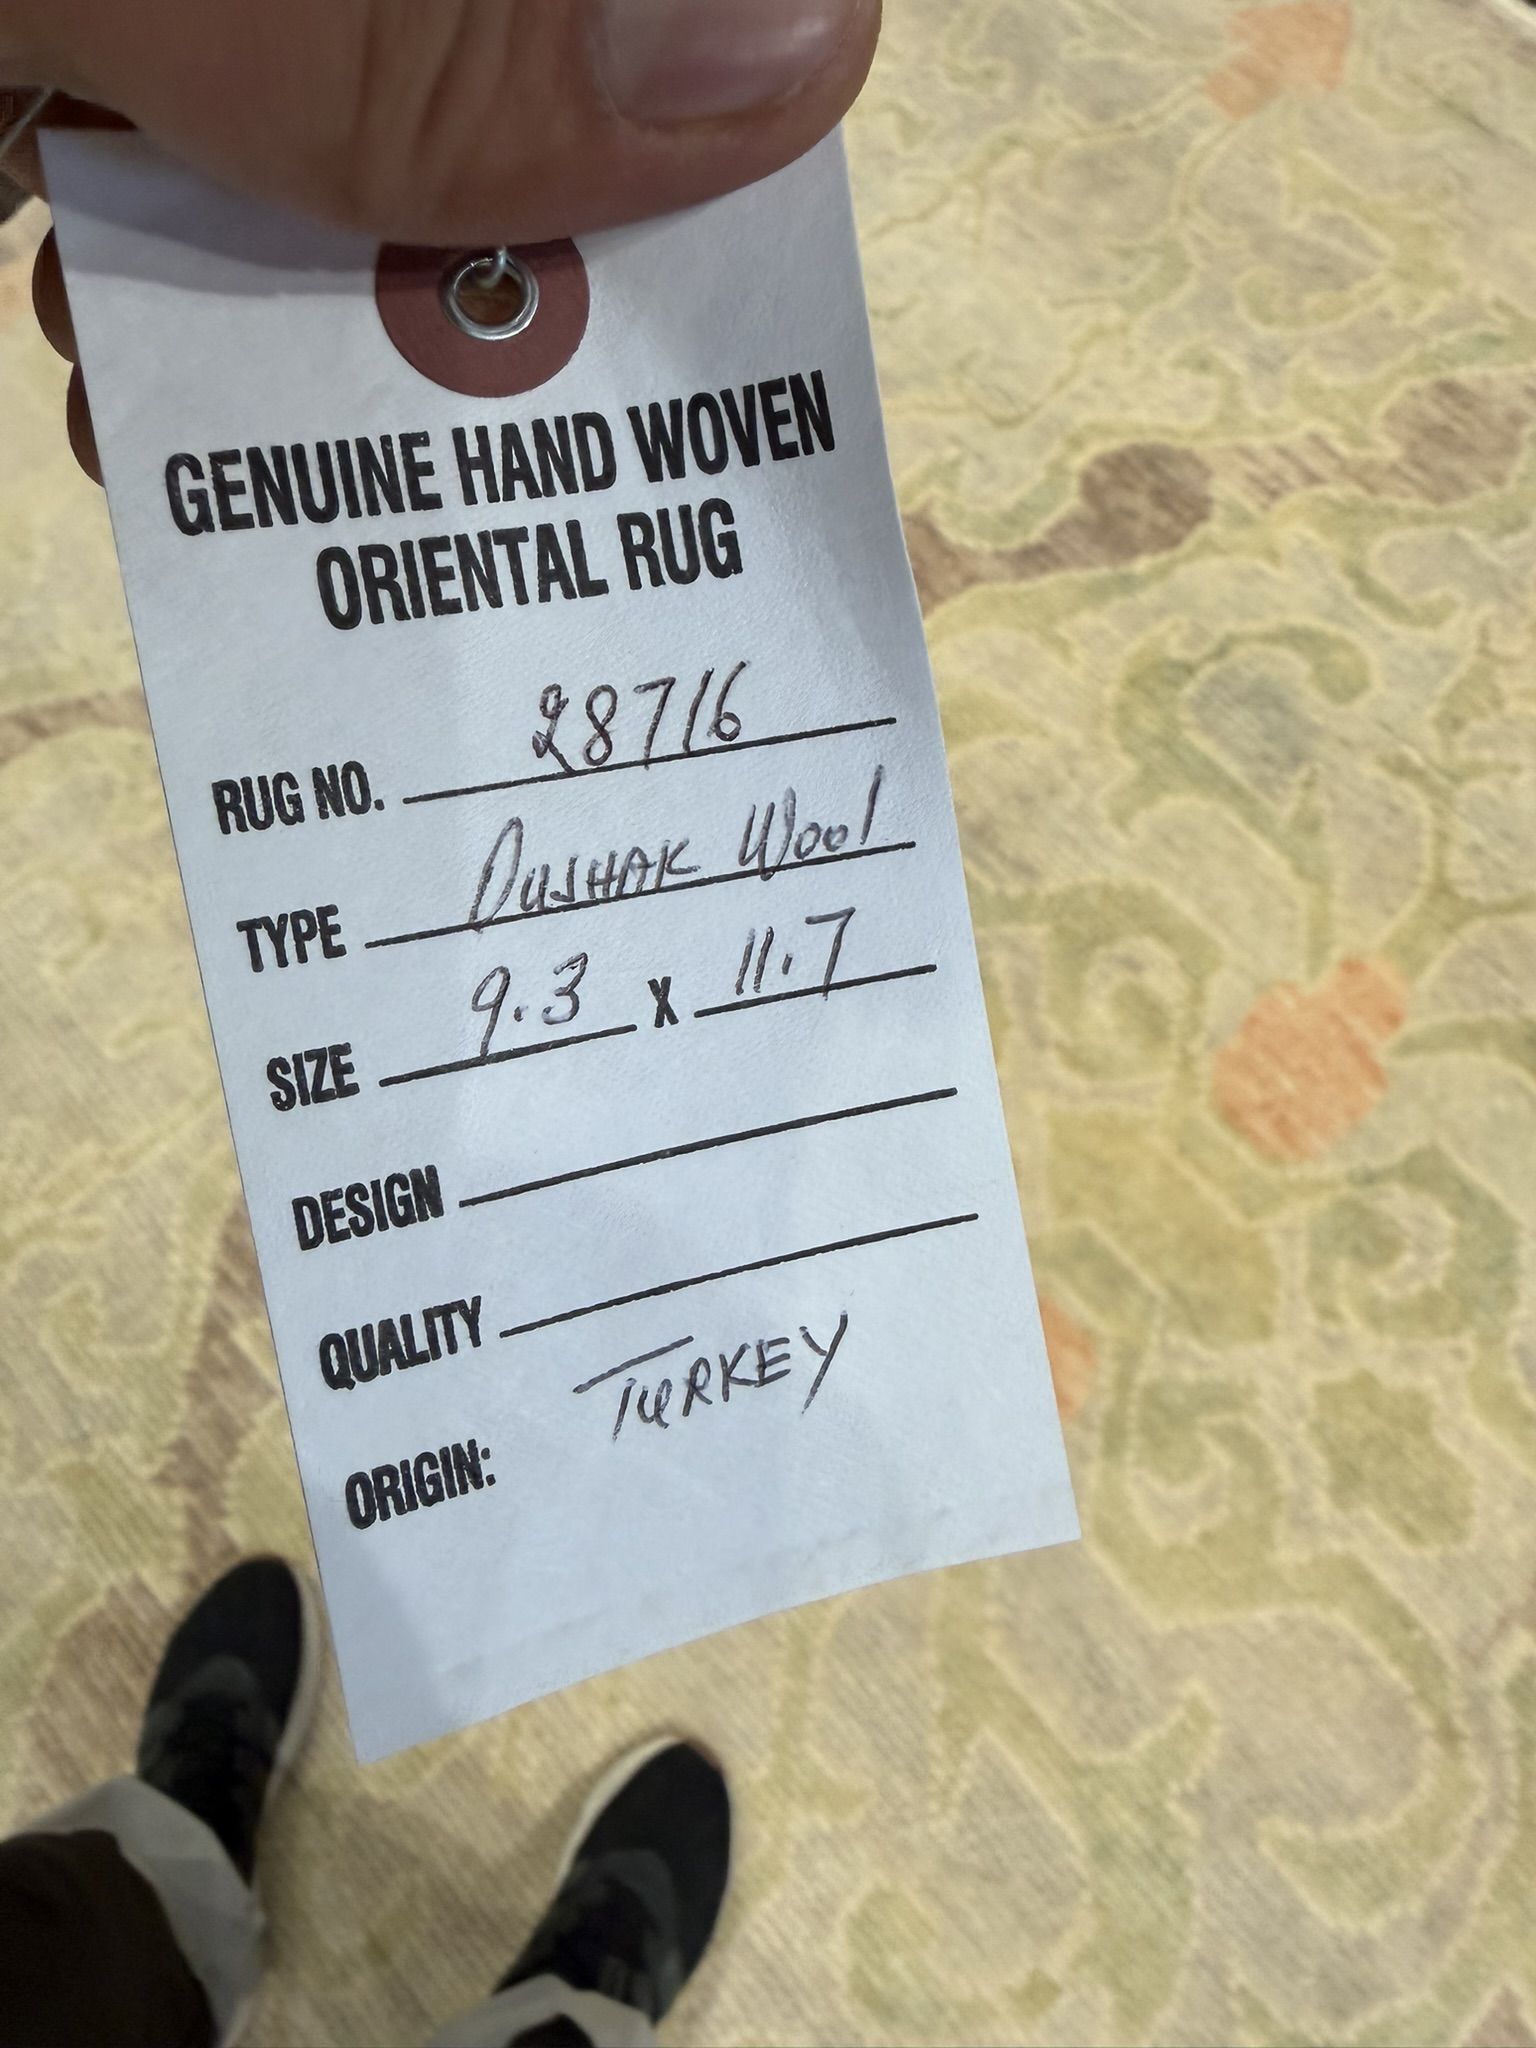 GENUINE HAND WOVEN
ORIENTAL RUG
RUG NO. 28716
TYPE OUSHAK Wool
SIZE 9.3 X 11.7
DESIGN
QUALITY
ORIGIN: TURKEY